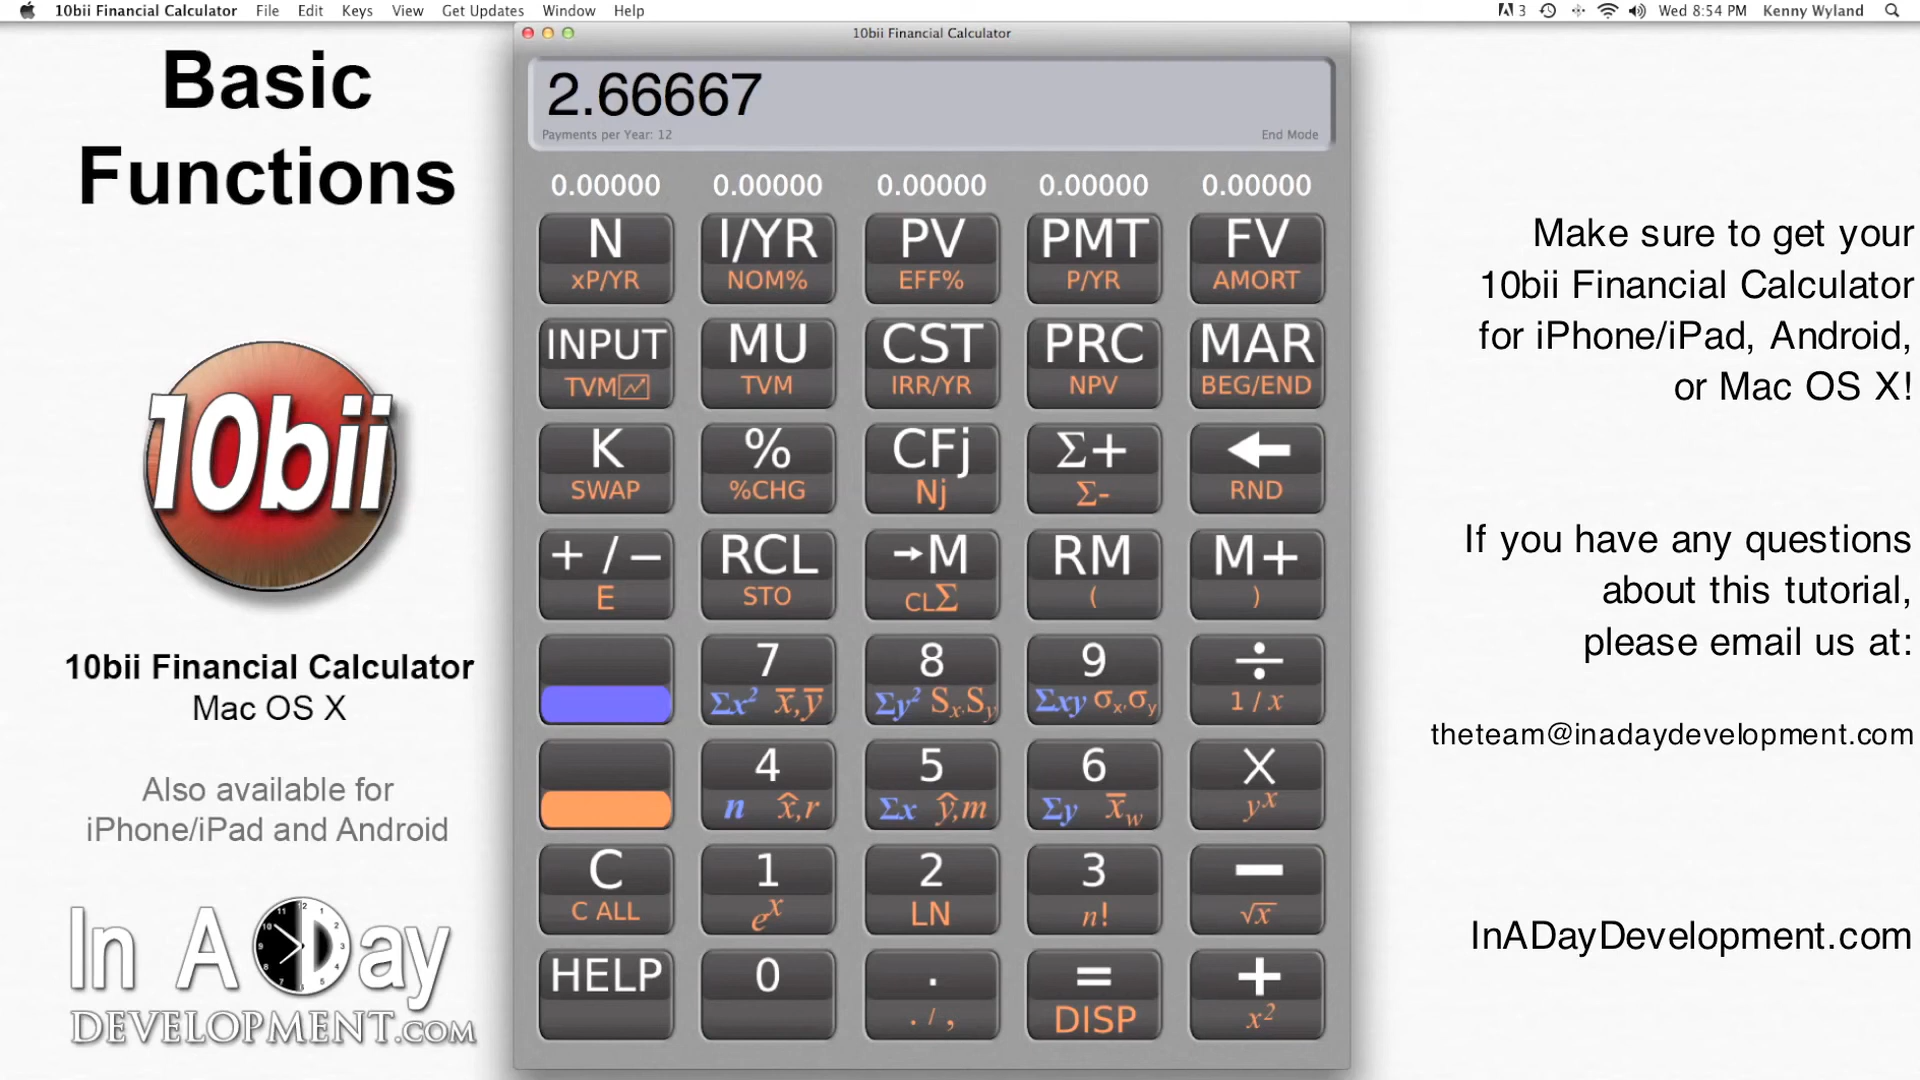 10bii Financial Calculator File Edit Keys View Get Updates Window Help
3 Wed 8:54 PM Kenny Wyland
Basic
Functions
10bii
10bii Financial Calculator
Mac OS X
Also available for
iPhone/iPad and Android
In A Day
DEVELOPMENT.COM
10bii Financial Calculator
2.66667
Payments per Year: 12 End Mode
0.00000 0.00000 0.00000 0.00000 0.00000
N I/YR PV PMT FV
xP/YR NOM% EFF% P/YR AMORT
INPUT MU CST PRC MAR
TVM TVM IRR/YR NPV BEG/END
K % CFj Σ+ ←
SWAP %CHG Nj Σ- RND
+/− RCL →M RM M+
E STO CLΣ ( )
7 8 9 ÷
Σx² x̅,y̅ Σy² Sx,Sy Σxy σx,σy 1/x
4 5 6 X
n x̂,r Σx ŷ,m Σy x̅w yˣ
C 1 2 3 −
C ALL eˣ LN n! √x
HELP 0 . = +
./, DISP x²
Make sure to get your
10bii Financial Calculator
for iPhone/iPad, Android,
or Mac OS X!
If you have any questions
about this tutorial,
please email us at:
theteam@inadaydevelopment.com
InADayDevelopment.com